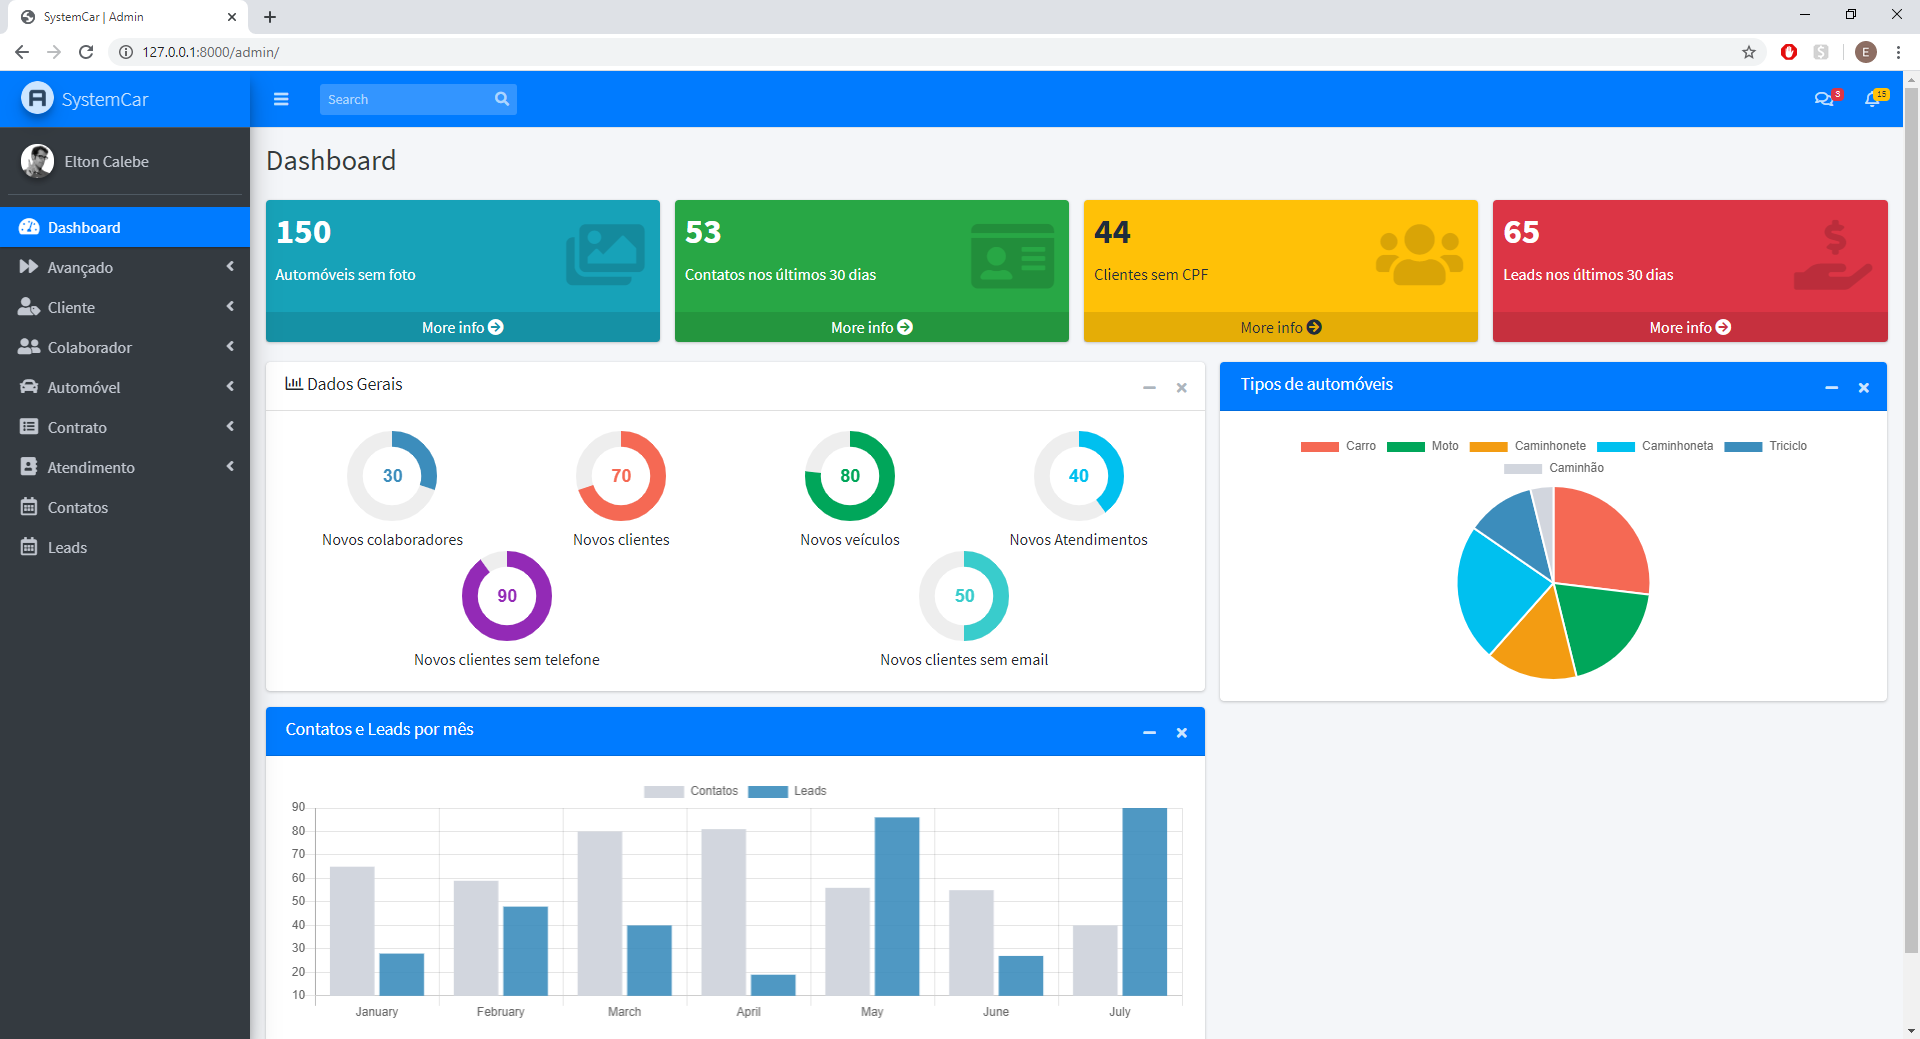 SystemCar | Admin
127.0.0.1:8000/admin/
E
SystemCar
Search
3
15
Elton Calebe
Dashboard
Avançado
Cliente
Colaborador
Automóvel
Contrato
Atendimento
Contatos
Leads
Dashboard
150
Automóveis sem foto
More info
53
Contatos nos últimos 30 dias
More info
44
Clientes sem CPF
More info
65
Leads nos últimos 30 dias
More info
Dados Gerais
30
Novos colaboradores
70
Novos clientes
80
Novos veículos
40
Novos Atendimentos
90
Novos clientes sem telefone
50
Novos clientes sem email
Tipos de automóveis
Carro Moto Caminhonete Caminhoneta Triciclo
Caminhão
Contatos e Leads por mês
Contatos Leads
90
80
70
60
50
40
30
20
10
January February March April May June July